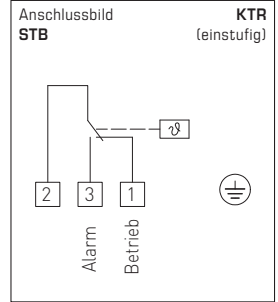 Anschlussbild KTR
STB (einstufig)
ϑ
2 3 1
Alarm
Betrieb